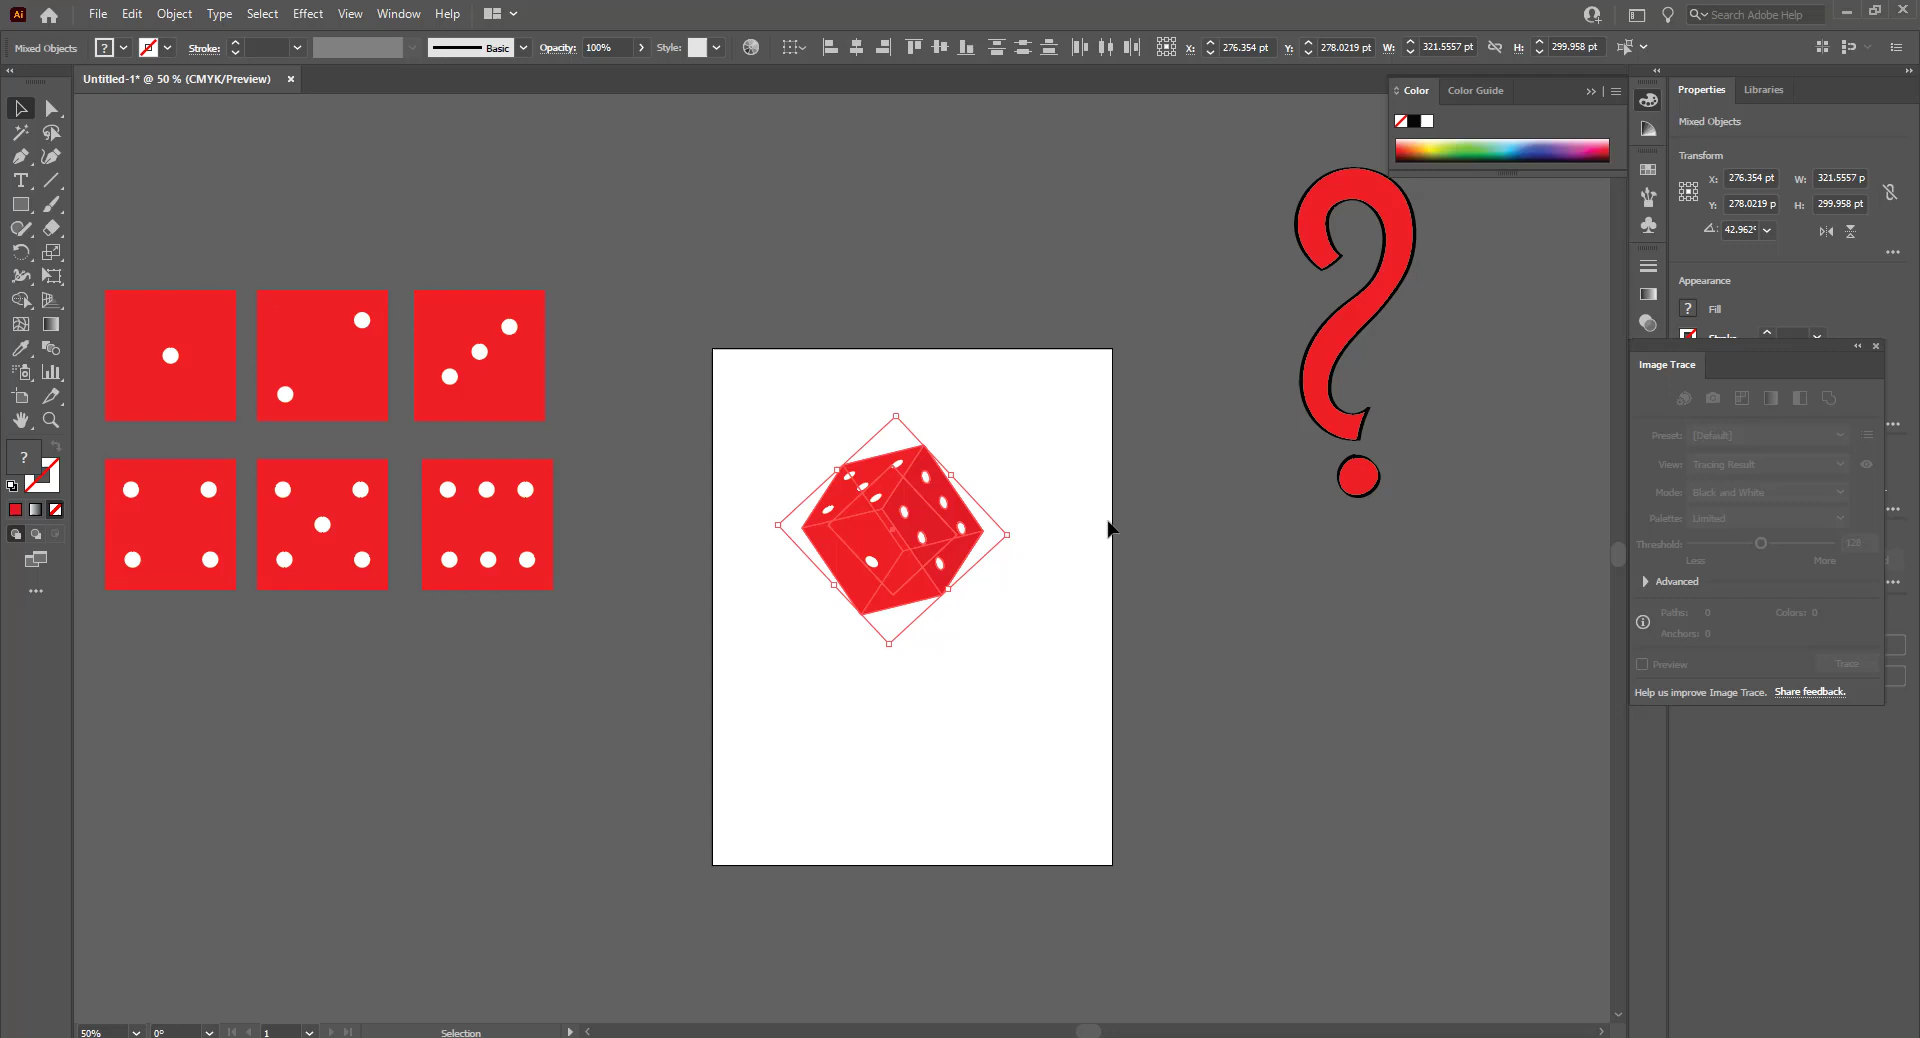 Ai File Edit Object Type Select Effect View Window Help Search Adobe Help
Mixed Objects ? Stroke: Basic Opacity: 100% Style: X: 276.354 pt Y: 278.0219 pt W: 321.5557 pt H: 299.958 pt
Untitled-1* @ 50 % (CMYK/Preview)
Color Color Guide
Properties Libraries
Mixed Objects
Transform
X: 276.354 pt W: 321.5557 p
Y: 278.0219 p H: 299.958 pt
42.962°
Appearance
? Fill
Stroke
Image Trace
Preset: [Default]
View: Tracing Result
Mode: Black and White
Palette: Limited
Threshold: 128
Less More
Advanced
Paths: 0 Colors: 0
Anchors: 0
Preview Trace
Help us improve Image Trace. Share feedback.
?
?
50% 0° 1 Selection